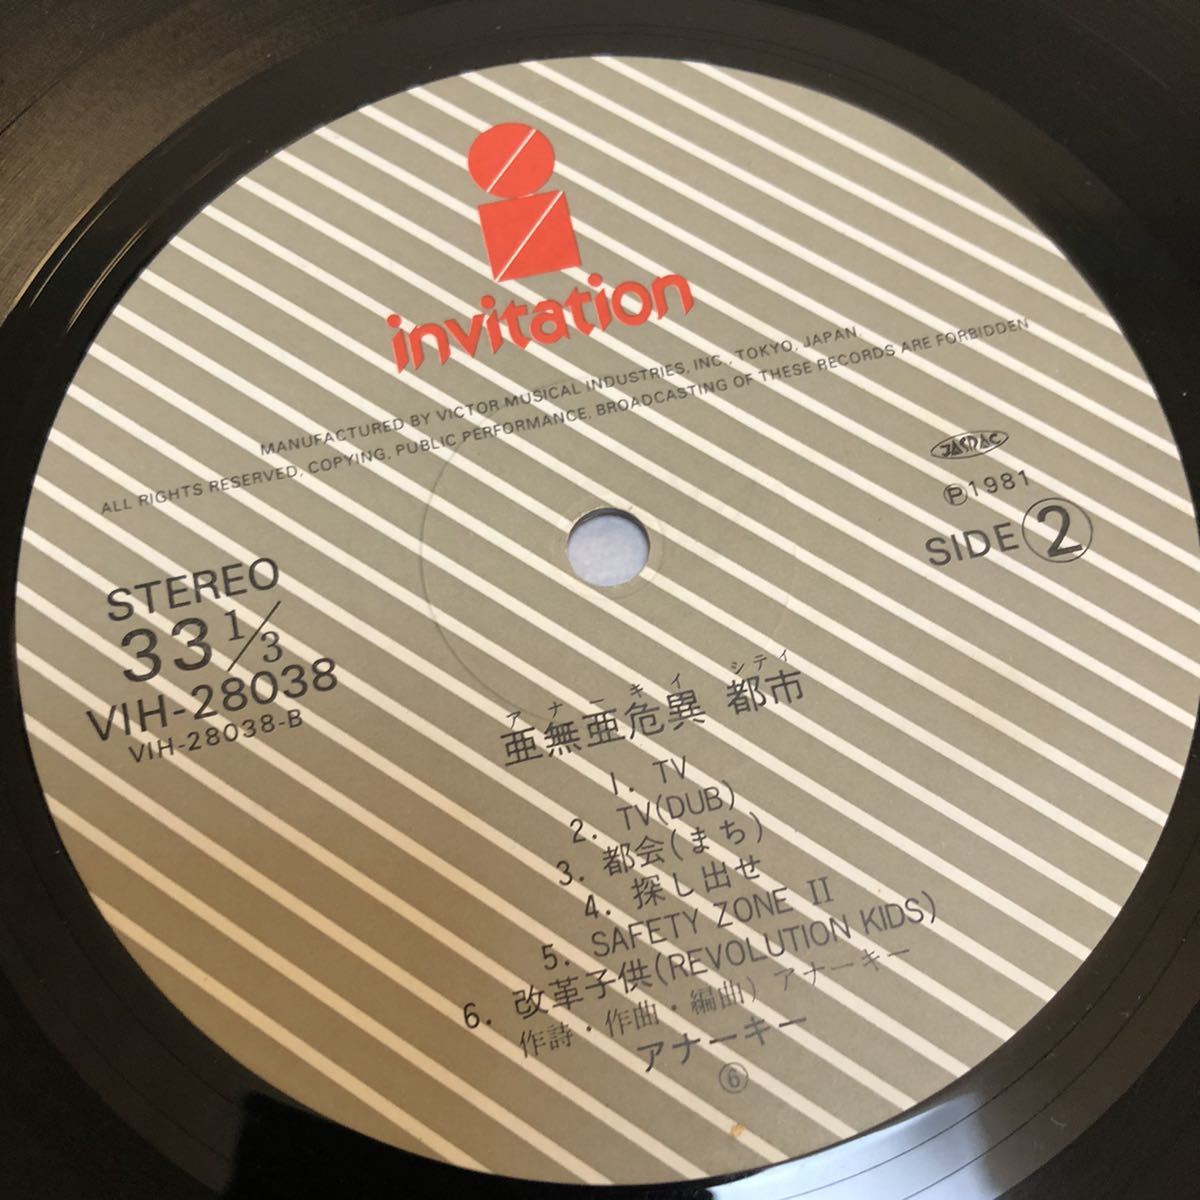 invitation
MANUFACTURED BY VICTOR MUSICAL INDUSTRIES, INC., TOKYO, JAPAN.
ALL RIGHTS RESERVED, COPYING, PUBLIC PERFORMANCE, BROADCASTING OF THESE RECORDS ARE FORBIDDEN
JASRAC
Ⓟ1981
SIDE ②
STEREO
33 1/3
VIH-28038
VIH-28038-B
アナーキイ シティ
亜無亜危異 都市
1. TV
2. TV(DUB)
3. 都会(まち)
4. 探し出せ
5. SAFETY ZONE II
6. 改革子供(REVOLUTION KIDS)
作詩・作曲・編曲) アナーキー
アナーキー
⑥